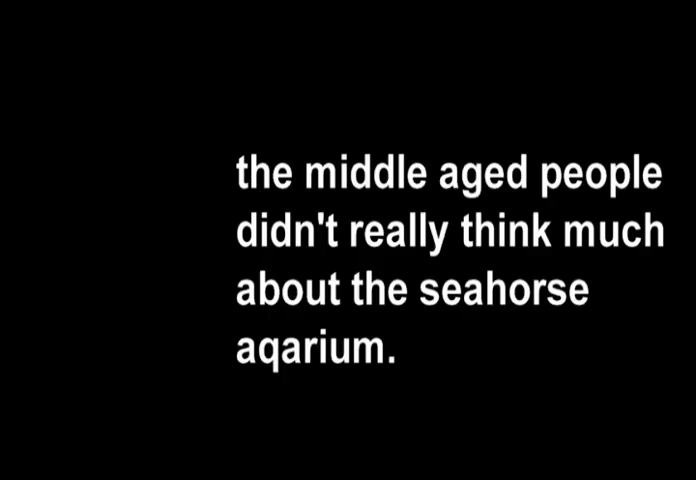 the middle aged people
didn't really think much
about the seahorse
aqarium.